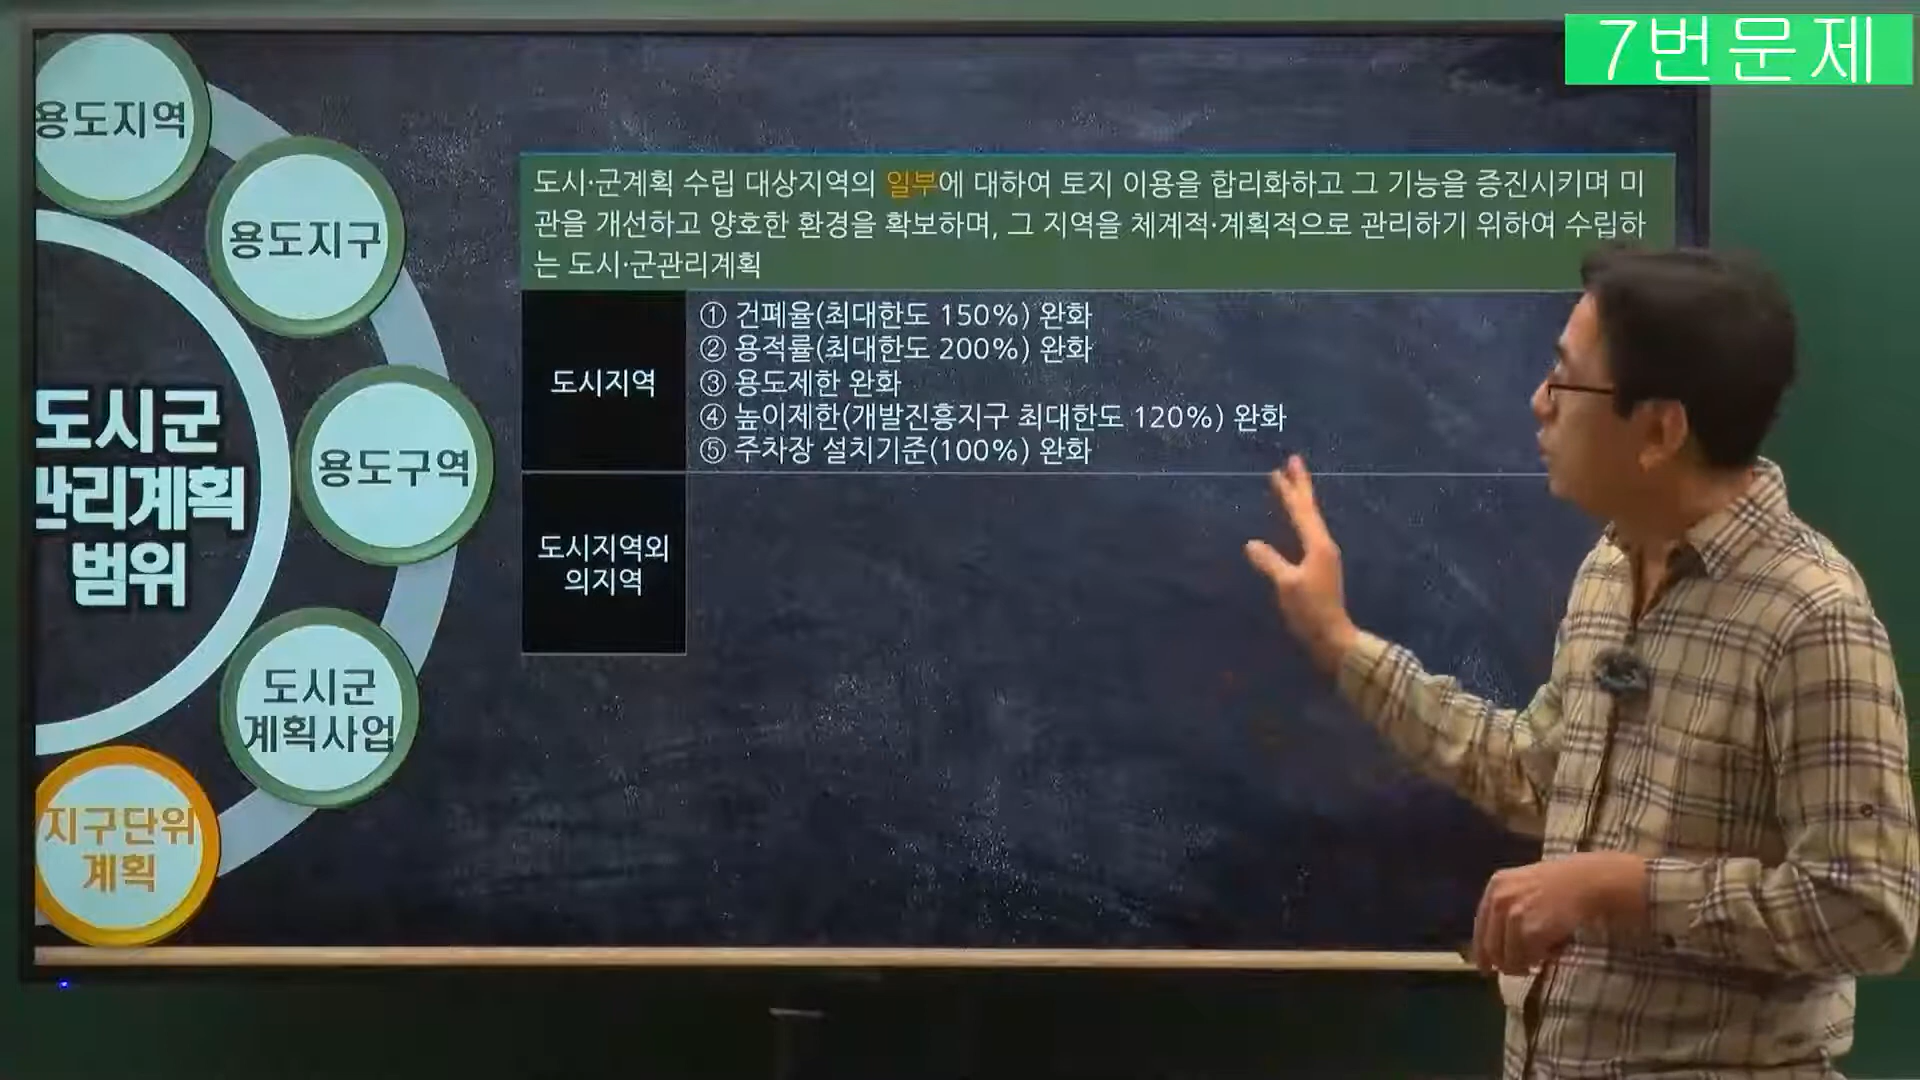 7번문제
용도지역
용도지구
용도구역
도시군
계획사업
지구단위
계획
도시군
관리계획
범위
도시·군계획 수립 대상지역의 일부에 대하여 토지 이용을 합리화하고 그 기능을 증진시키며 미
관을 개선하고 양호한 환경을 확보하며, 그 지역을 체계적·계획적으로 관리하기 위하여 수립하
는 도시·군관리계획
도시지역
① 건폐율(최대한도 150%) 완화
② 용적률(최대한도 200%) 완화
③ 용도제한 완화
④ 높이제한(개발진흥지구 최대한도 120%) 완화
⑤ 주차장 설치기준(100%) 완화
도시지역외
의지역